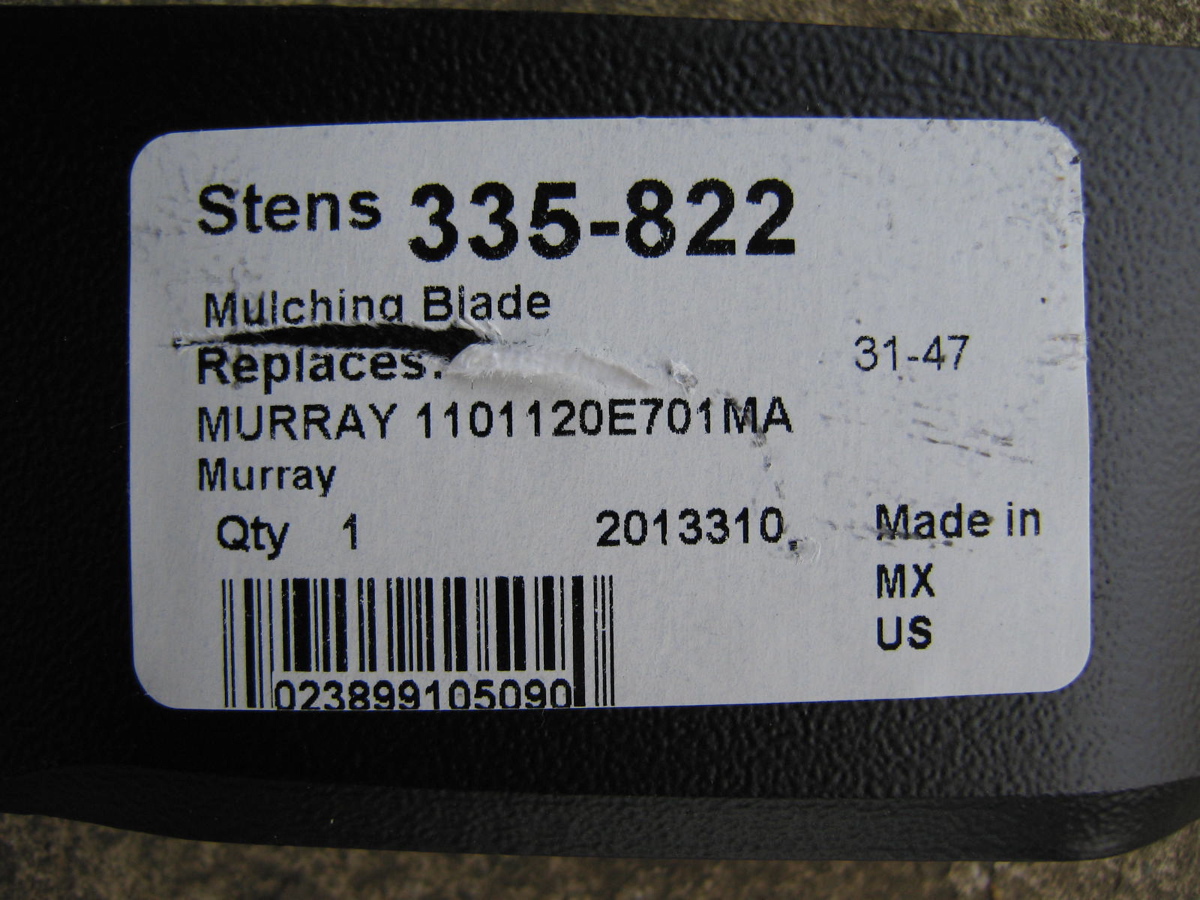 Stens 335-822
Mulching Blade
Replaces:
31-47
MURRAY 1101120E701MA
Murray
Qty 1 2013310,
Made in
MX
US
023899105090